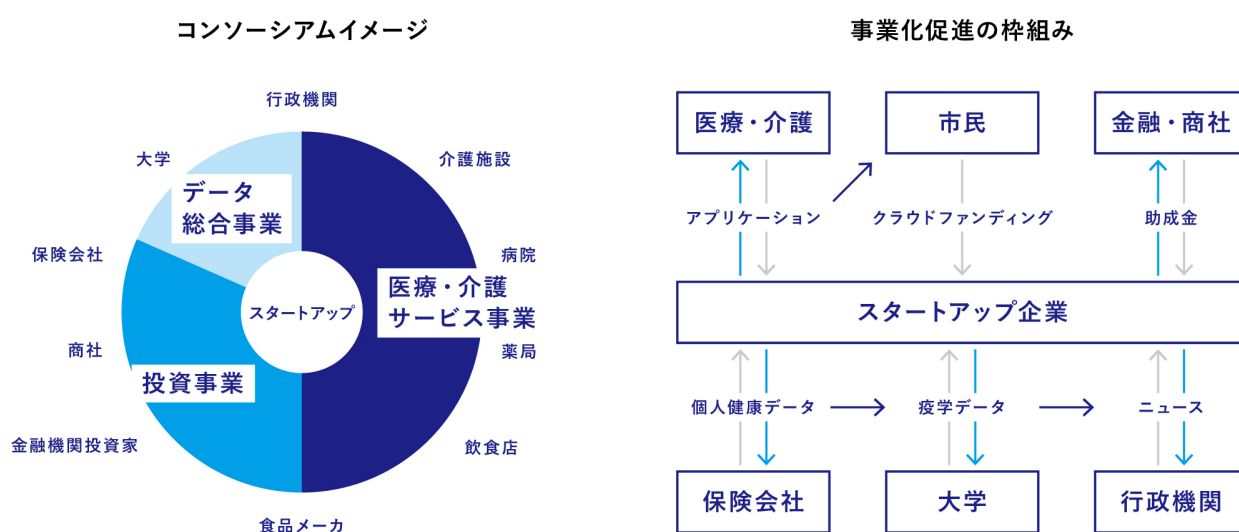 コンソーシアムイメージ
行政機関
大学
介護施設
データ
総合事業
保険会社
病院
医療・介護
サービス事業
スタートアップ
商社
薬局
投資事業
金融機関投資家
飲食店
食品メーカ
事業化促進の枠組み
医療・介護
市民
金融・商社
アプリケーション
クラウドファンディング
助成金
スタートアップ企業
個人健康データ
疫学データ
ニュース
保険会社
大学
行政機関